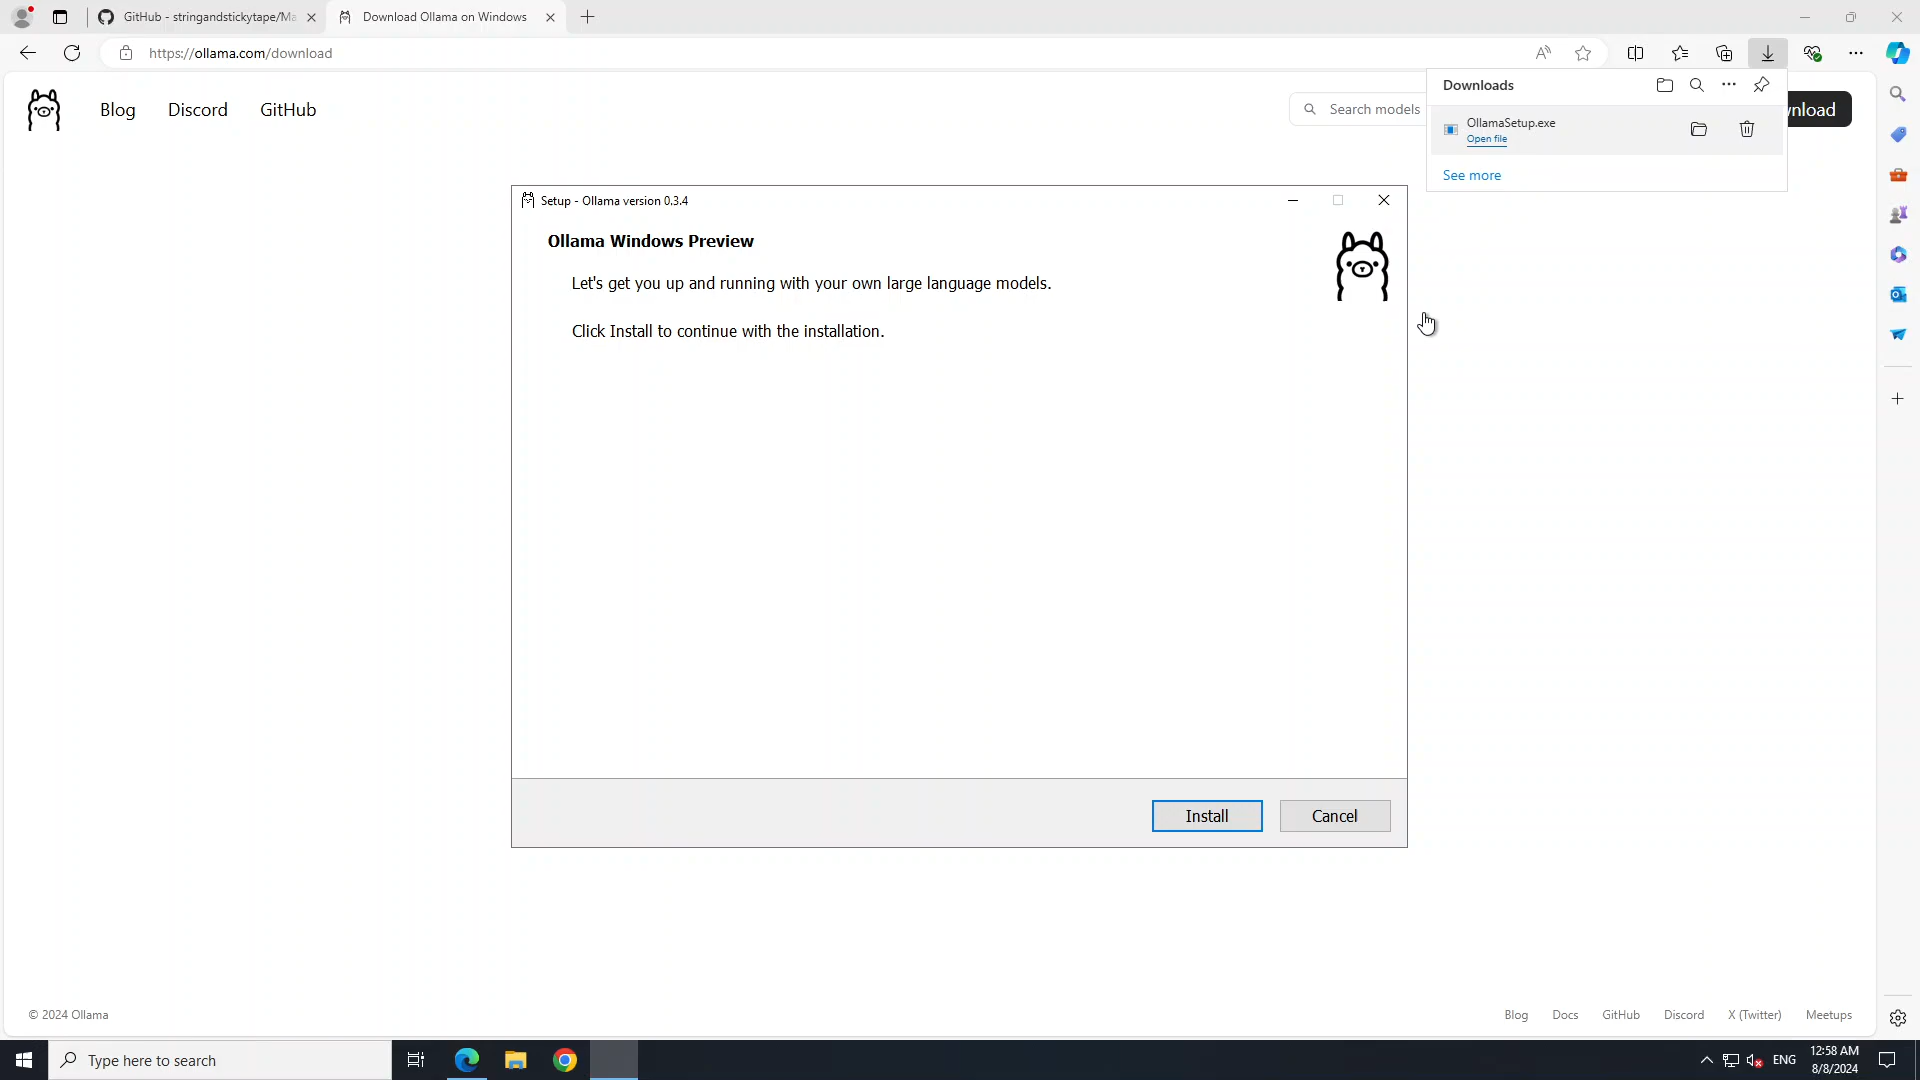 GitHub - stringandstickytape/Ma
Download Ollama on Windows
https://ollama.com/download
Downloads
OllamaSetup.exe
Open file
See more
Blog
Discord
GitHub
Search models
nload
Setup - Ollama version 0.3.4
Ollama Windows Preview
Let's get you up and running with your own large language models.
Click Install to continue with the installation.
Install
Cancel
© 2024 Ollama
Blog
Docs
GitHub
Discord
X (Twitter)
Meetups
Type here to search
ENG
12:58 AM
8/8/2024